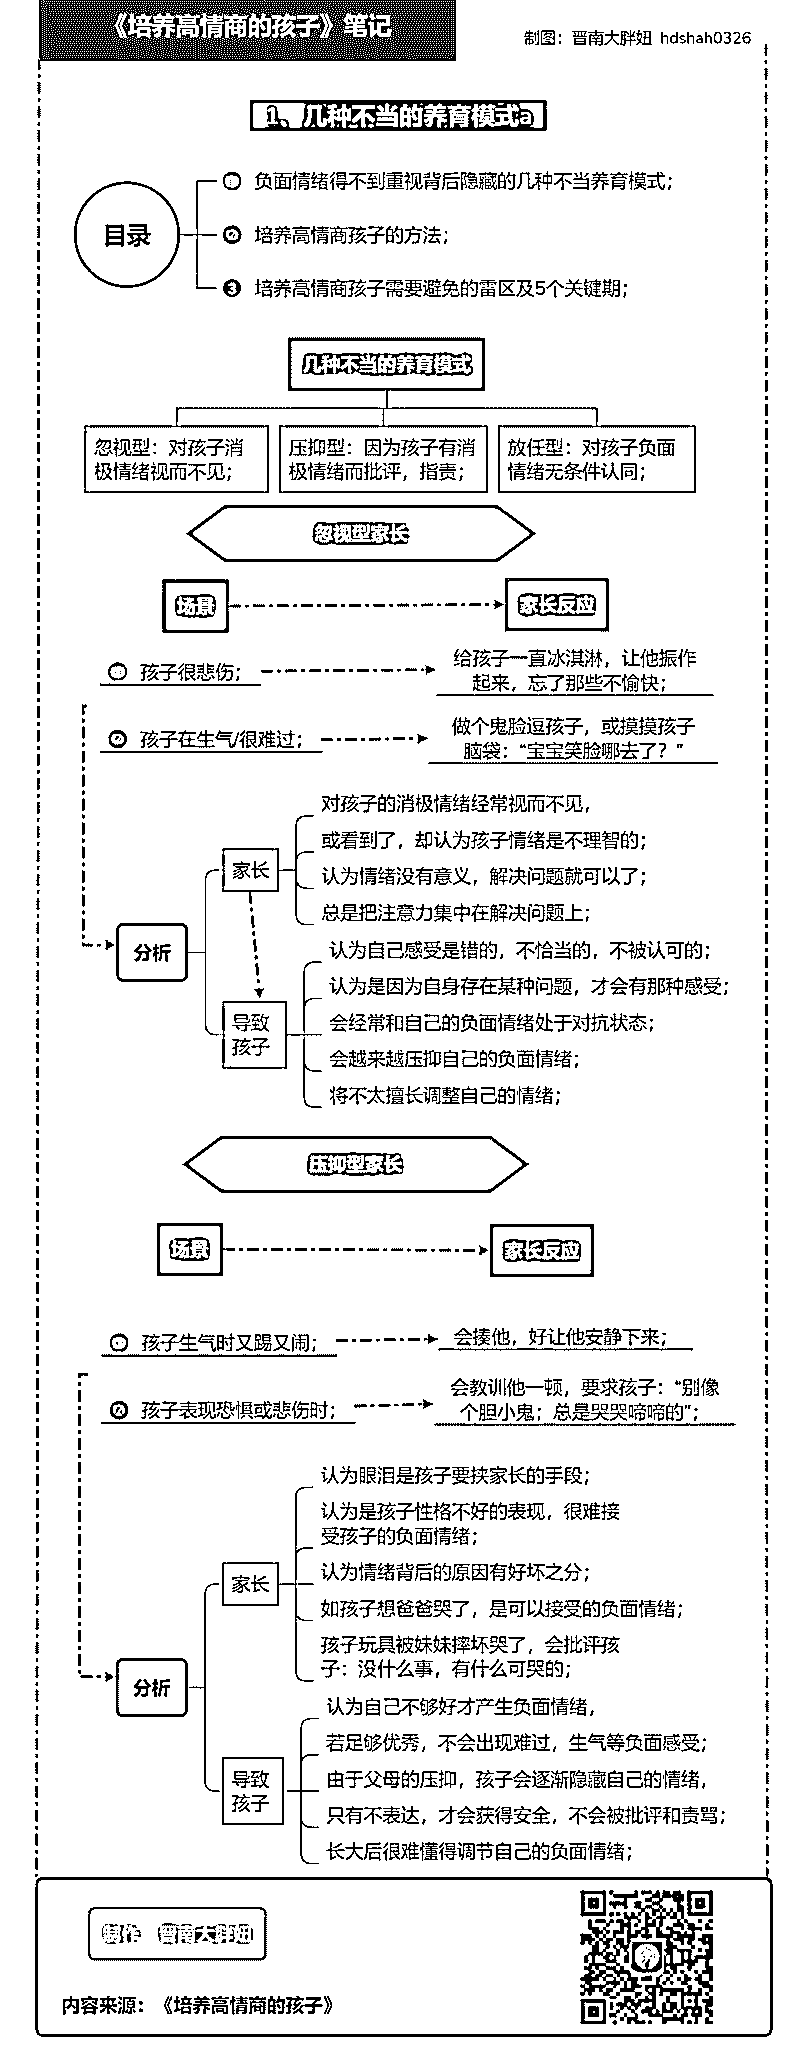 《培养高情商的孩子》笔记
制图：晋南大胖妞 hdshah0326
1、几种不当的养育模式a
目录
① 负面情绪得不到重视背后隐藏的几种不当养育模式；
② 培养高情商孩子的方法；
③ 培养高情商孩子需要避免的雷区及5个关键期；
几种不当的养育模式
忽视型：对孩子消
极情绪视而不见；
压抑型：因为孩子有消
极情绪而批评，指责；
放任型：对孩子负面
情绪无条件认同；
忽视型家长
场景
家长反应
① 孩子很悲伤；
给孩子一直冰淇淋，让他振作
起来，忘了那些不愉快；
② 孩子在生气/很难过；
做个鬼脸逗孩子，或摸摸孩子
脑袋：“宝宝笑脸哪去了？”
分析
家长
对孩子的消极情绪经常视而不见，
或看到了，却认为孩子情绪是不理智的；
认为情绪没有意义，解决问题就可以了；
总是把注意力集中在解决问题上；
导致
孩子
认为自己感受是错的，不恰当的，不被认可的；
认为是因为自身存在某种问题，才会有那种感受；
会经常和自己的负面情绪处于对抗状态；
会越来越压抑自己的负面情绪；
将不太擅长调整自己的情绪；
压抑型家长
场景
家长反应
① 孩子生气时又踢又闹；
会揍他，好让他安静下来；
② 孩子表现恐惧或悲伤时；
会教训他一顿，要求孩子：“别像
个胆小鬼；总是哭哭啼啼的”；
分析
家长
认为眼泪是孩子要挟家长的手段；
认为是孩子性格不好的表现，很难接
受孩子的负面情绪；
认为情绪背后的原因有好坏之分；
如孩子想爸爸哭了，是可以接受的负面情绪；
孩子玩具被妹妹摔坏哭了，会批评孩
子：没什么事，有什么可哭的；
导致
孩子
认为自己不够好才产生负面情绪，
若足够优秀，不会出现难过，生气等负面感受；
由于父母的压抑，孩子会逐渐隐藏自己的情绪，
只有不表达，才会获得安全，不会被批评和责骂；
长大后很难懂得调节自己的负面情绪；
制作 晋南大胖妞
内容来源：《培养高情商的孩子》